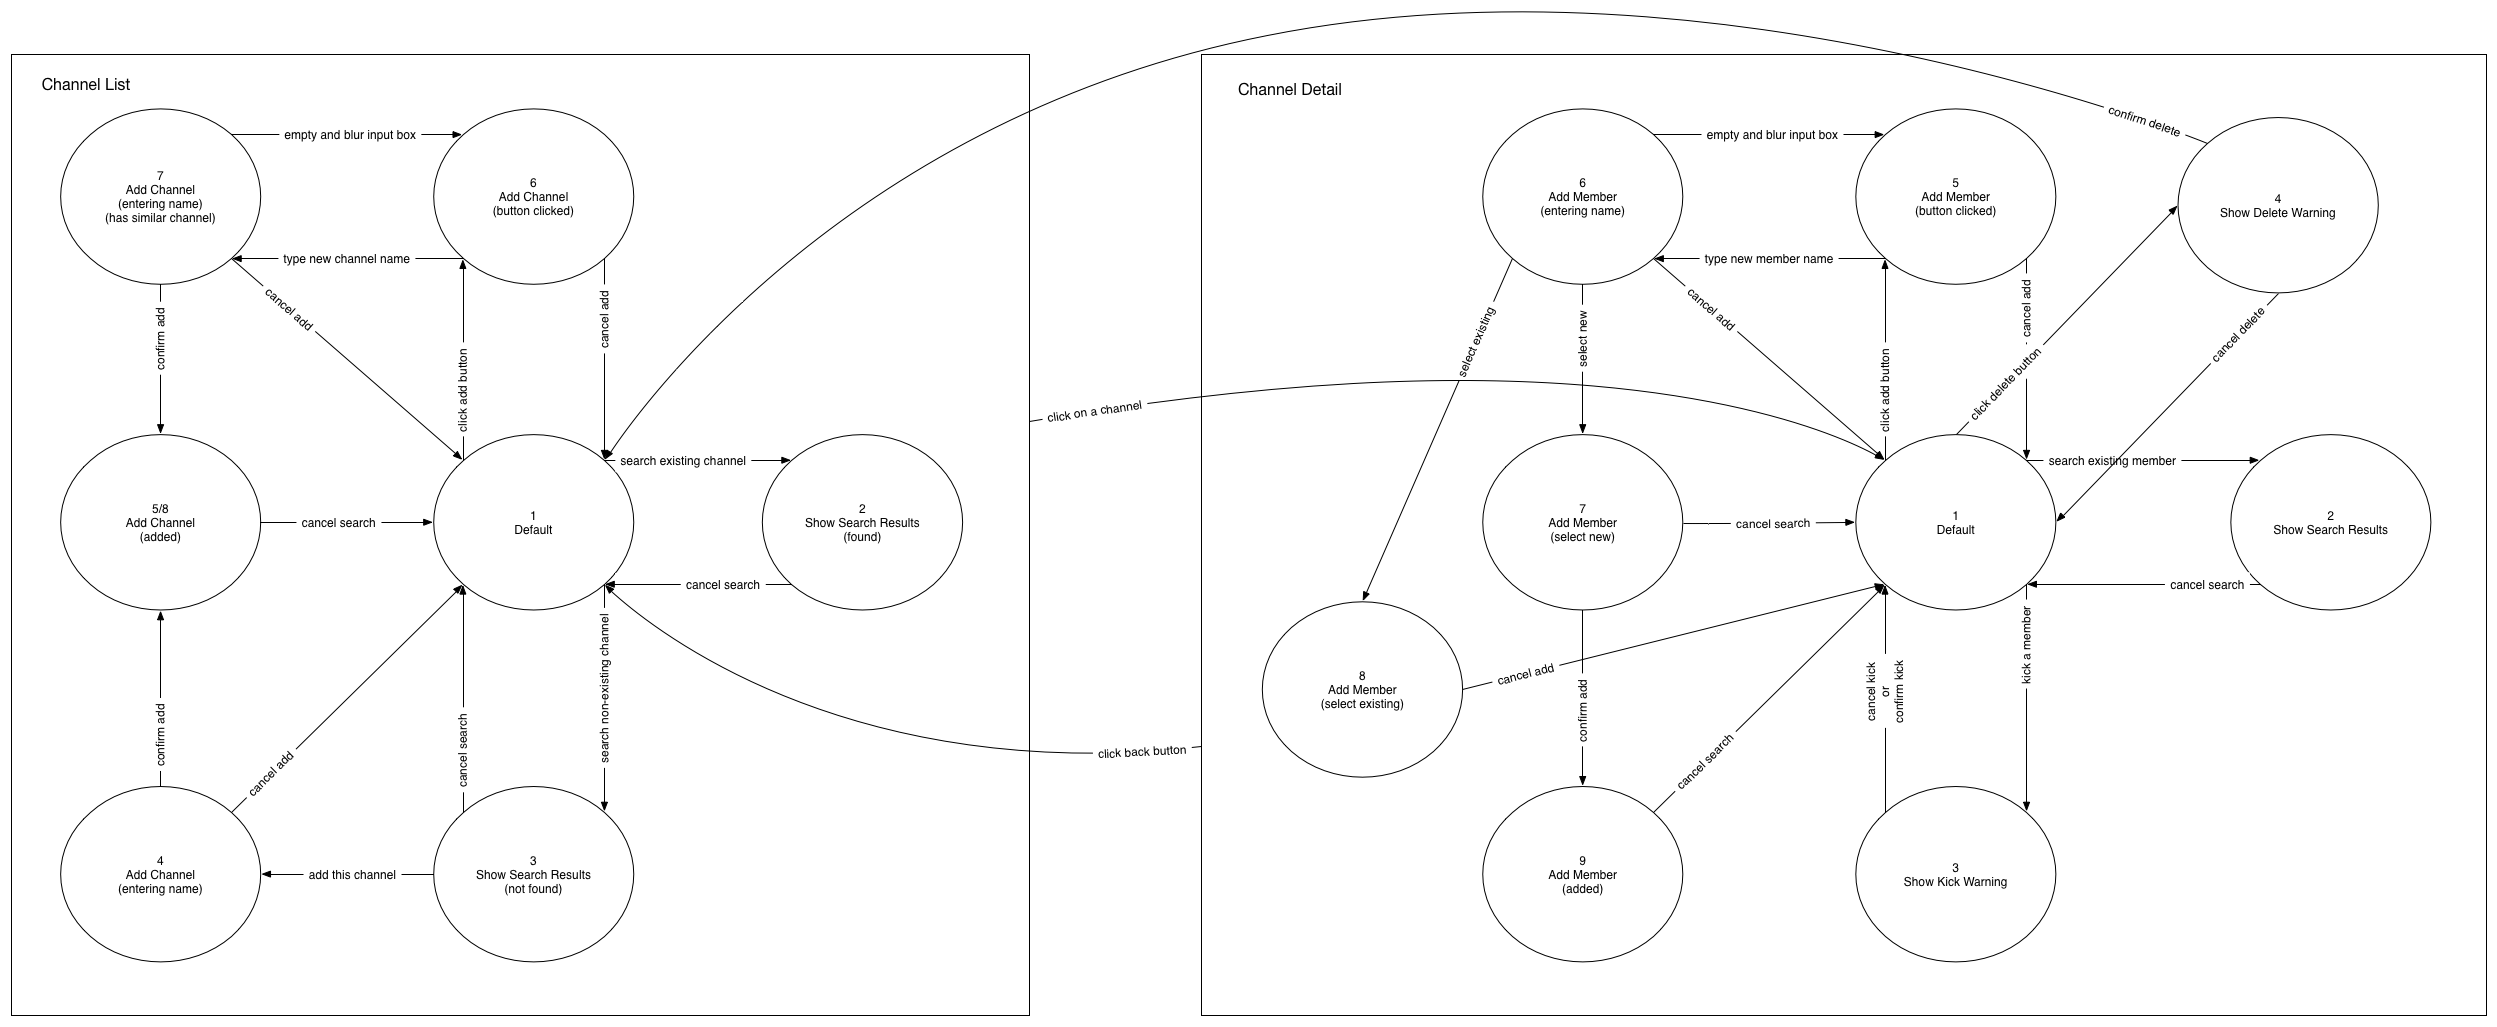 Channel List
7
Add Channel
(entering name)
(has similar channel)
empty and blur input box
6
Add Channel
(button clicked)
type new channel name
cancel add
confirm add
click add button
cancel add
5/8
Add Channel
(added)
cancel search
1
Default
search existing channel
2
Show Search Results
(found)
cancel search
search non-existing channel
confirm add
cancel add
cancel search
4
Add Channel
(entering name)
add this channel
3
Show Search Results
(not found)
click on a channel
click back button
confirm delete
Channel Detail
6
Add Member
(entering name)
empty and blur input box
5
Add Member
(button clicked)
4
Show Delete Warning
type new member name
select existing
select new
cancel add
click add button
cancel add
click delete button
cancel delete
7
Add Member
(select new)
cancel search
1
Default
search existing member
2
Show Search Results
cancel search
8
Add Member
(select existing)
cancel add
confirm add
cancel search
cancel kick
or
confirm kick
kick a member
9
Add Member
(added)
3
Show Kick Warning